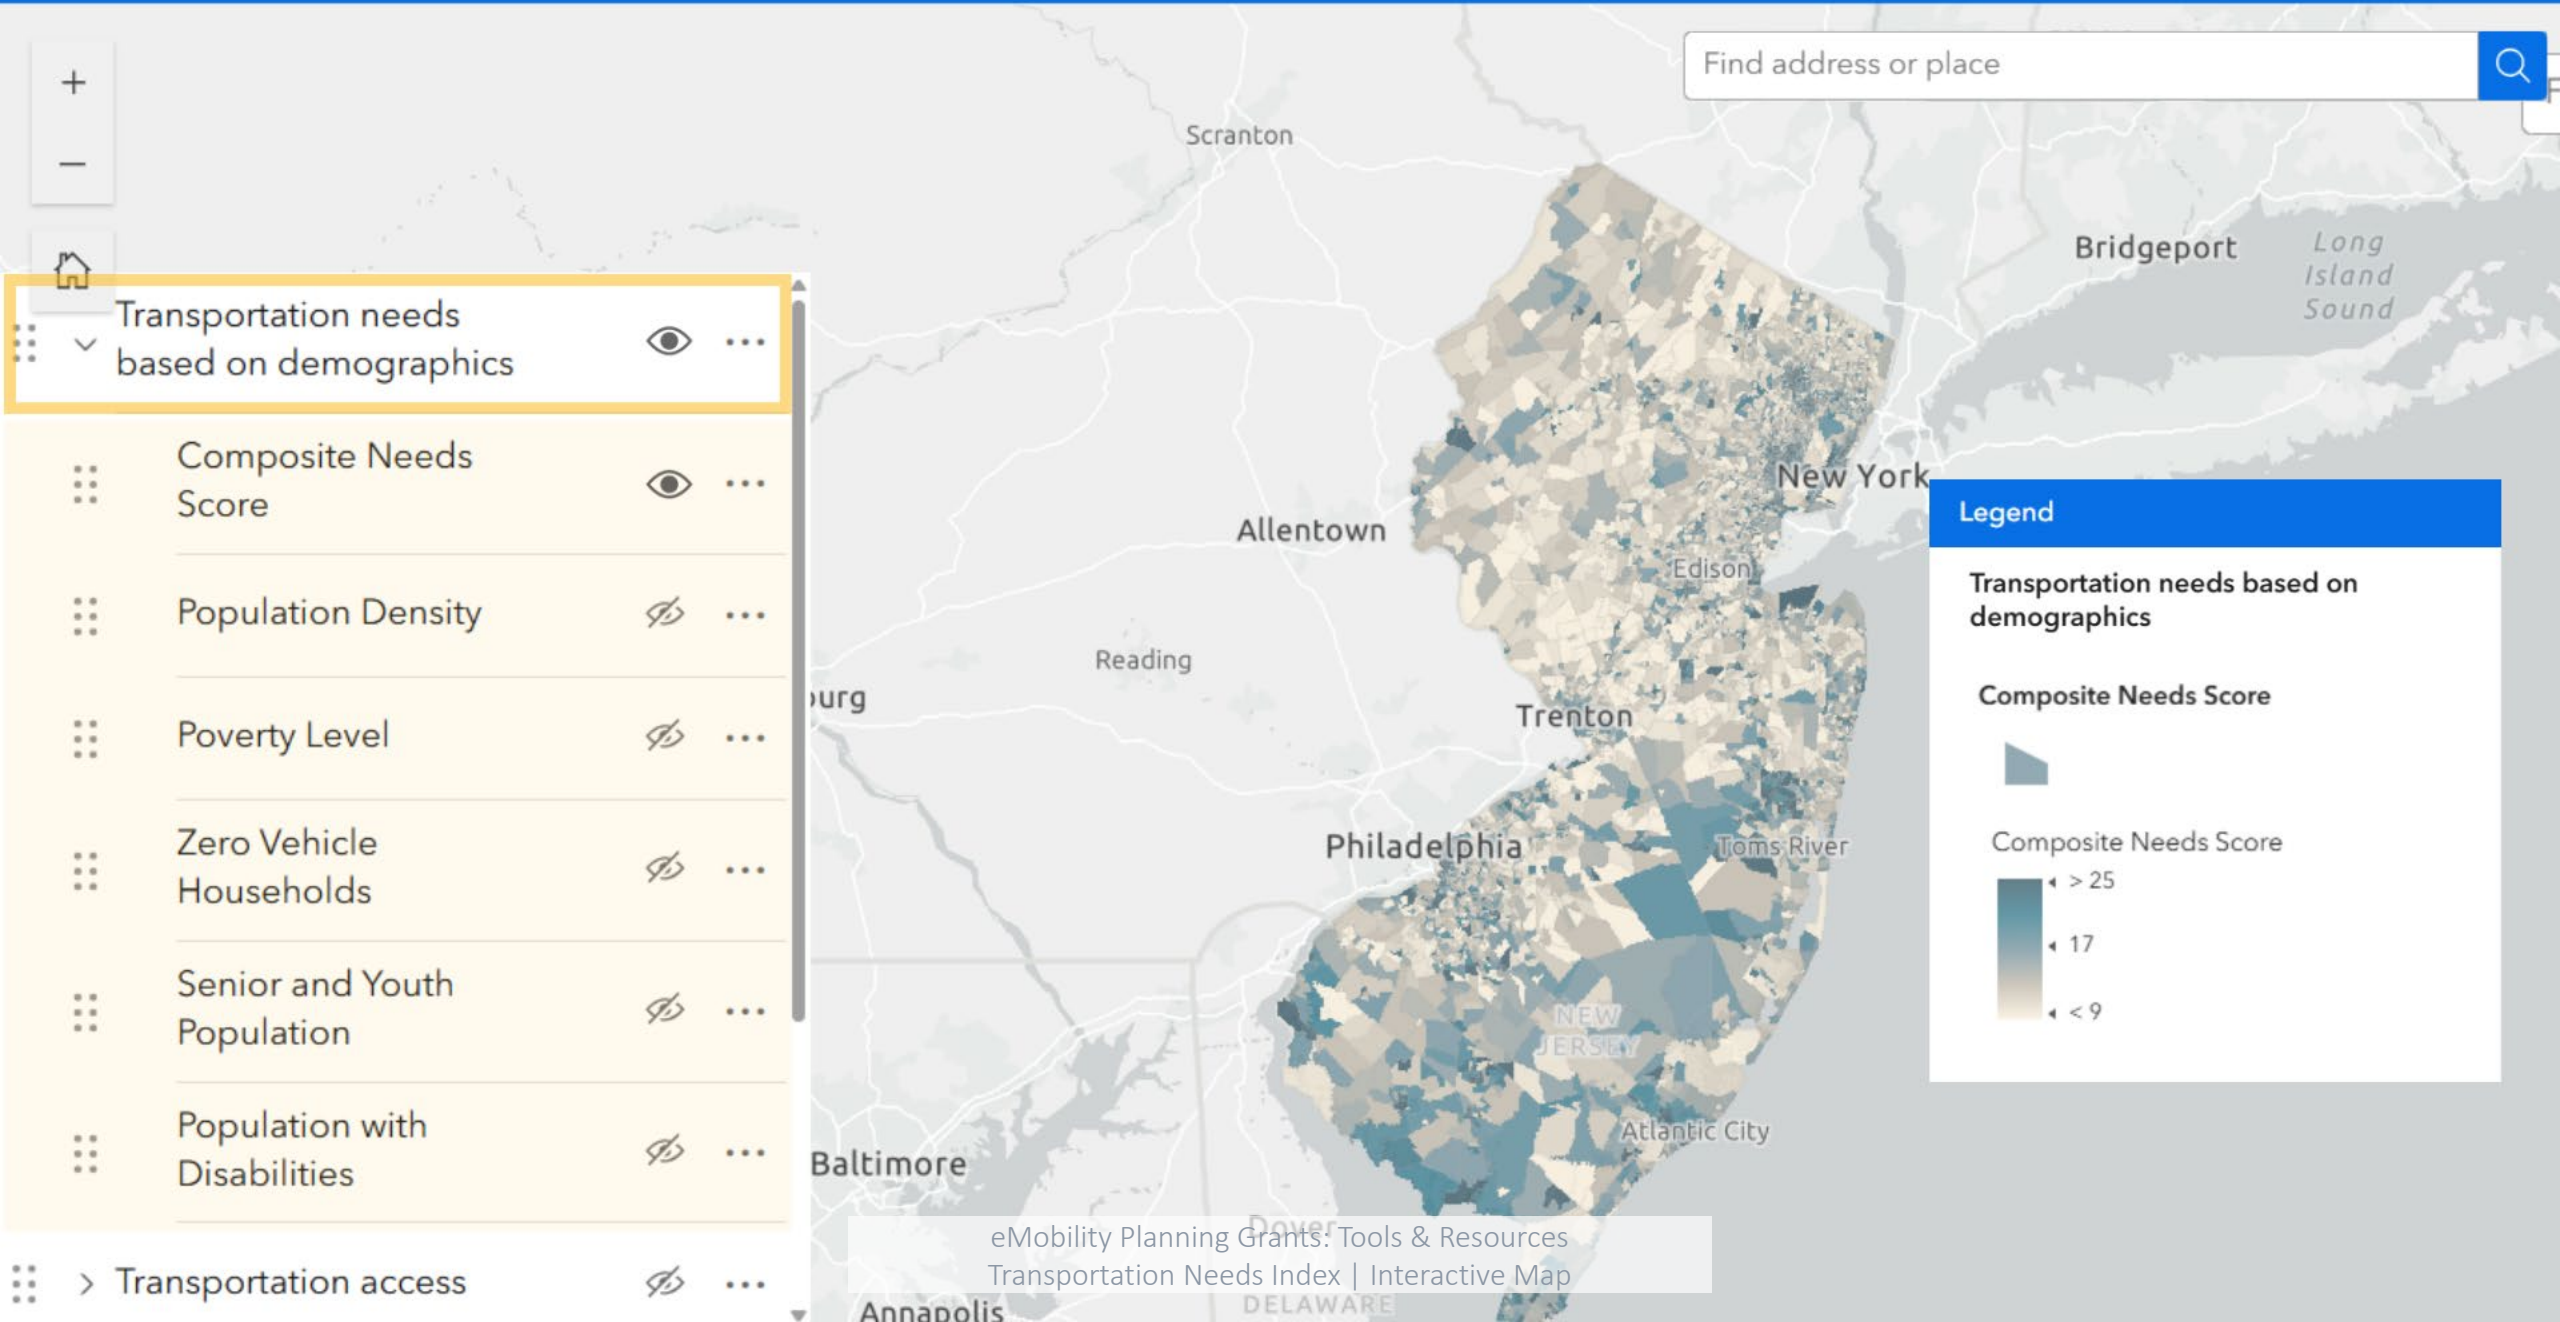 Find address or place
Scranton
Bridgeport
Long
Island
Sound
Transportation needs
based on demographics
Composite Needs
Score
Population Density
Poverty Level
Zero Vehicle
Households
Senior and Youth
Population
Population with
Disabilities
Transportation access
New York
Allentown
Edison
Reading
urg
Trenton
Philadelphia
Toms River
NEW
JERSEY
Atlantic City
Baltimore
Dover
DELAWARE
Annapolis
Legend
Transportation needs based on
demographics
Composite Needs Score
Composite Needs Score
> 25
17
< 9
eMobility Planning Grants: Tools & Resources
Transportation Needs Index | Interactive Map